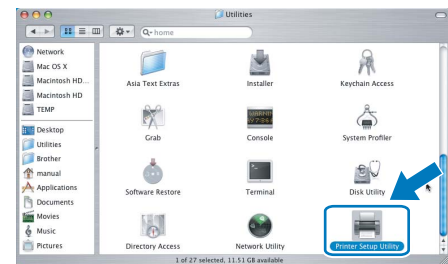 Utilities
Q- home
Network
Mac OS X
Macintosh HD...
Macintosh HD
TEMP
Desktop
Utilities
Brother
manual
Applications
Documents
Movies
Music
Pictures
Asia Text Extras
Installer
Keychain Access
Grab
Console
System Profiler
Software Restore
Terminal
Disk Utility
Directory Access
Network Utility
Printer Setup Utility
1 of 27 selected, 11.51 GB available